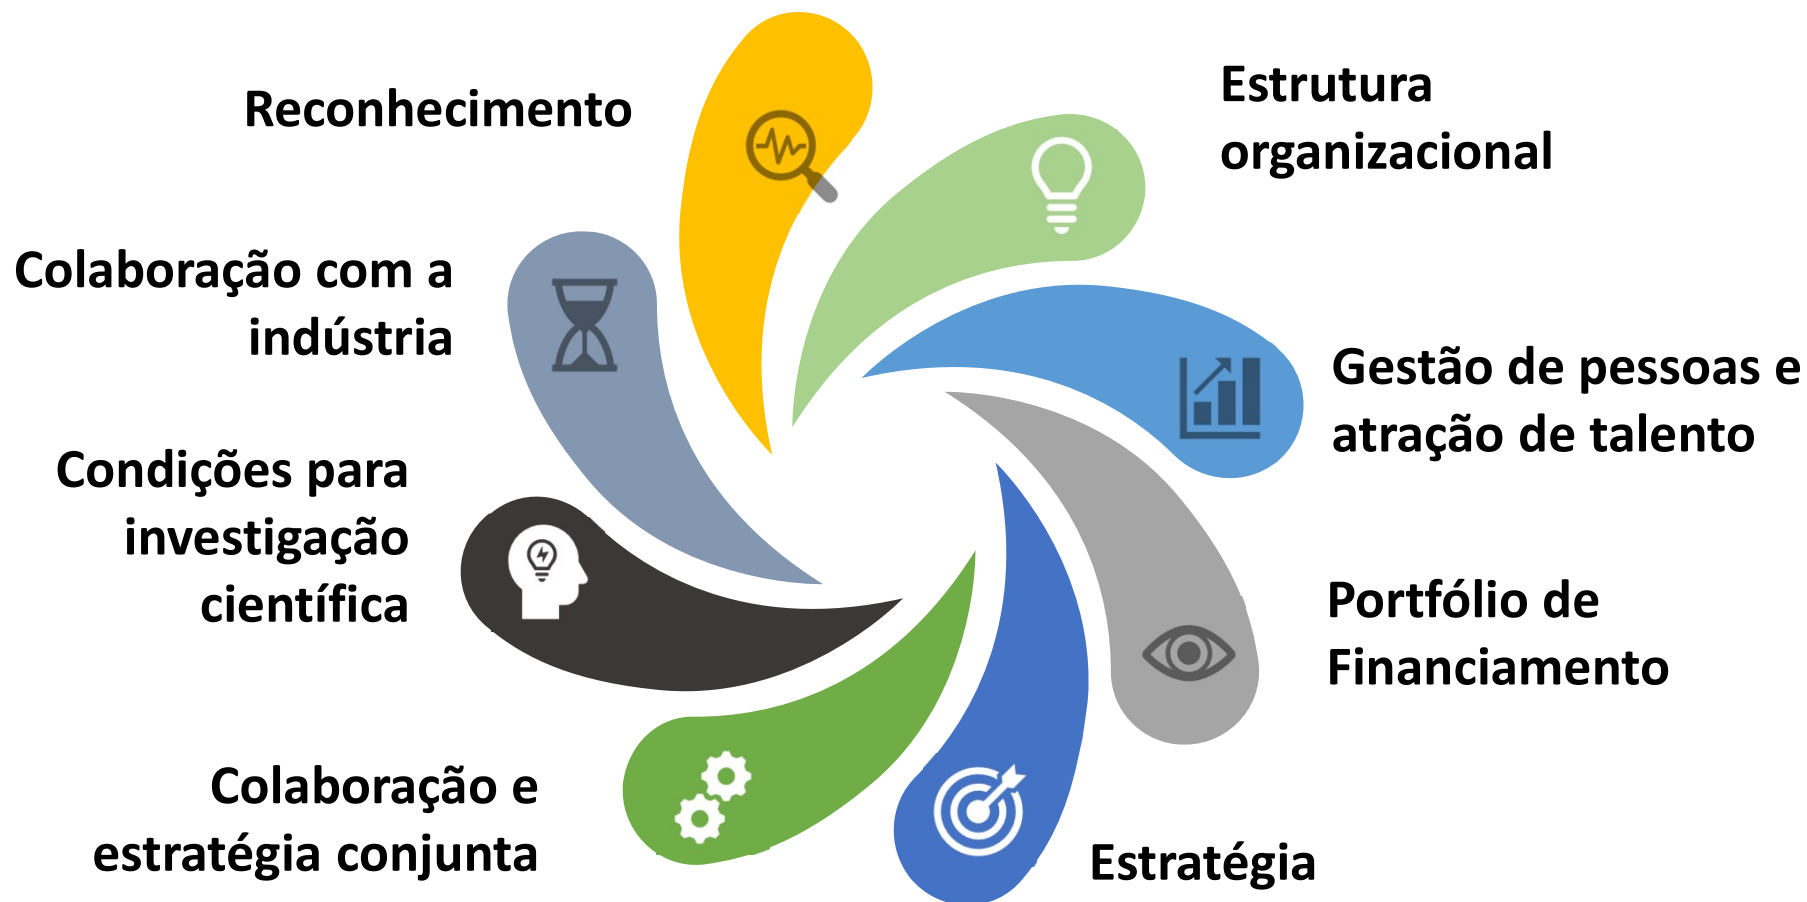 Reconhecimento
Estrutura
organizacional
Colaboração com a
indústria
Gestão de pessoas e
atração de talento
Condições para
investigação
científica
Portfólio de
Financiamento
Colaboração e
estratégia conjunta
Estratégia